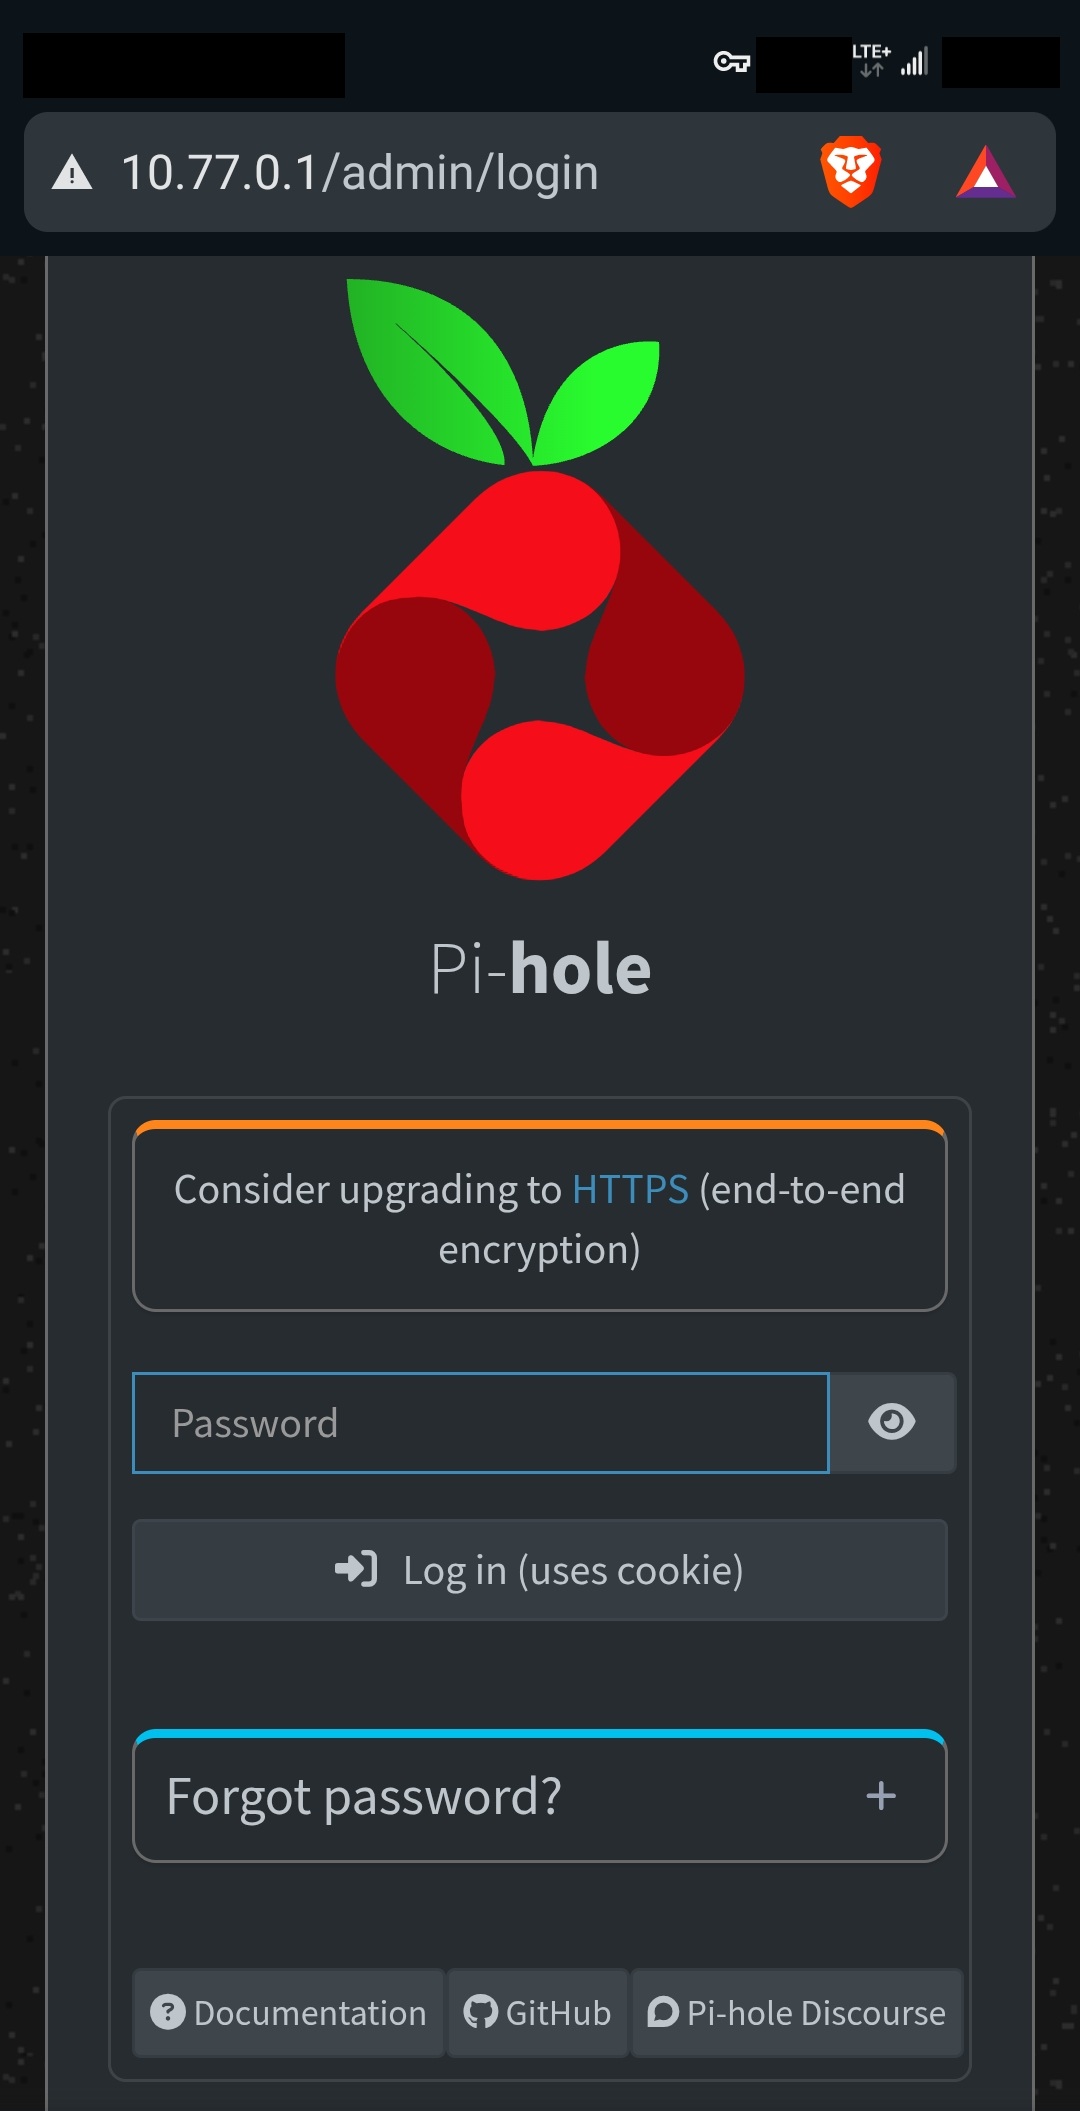 LTE+
10.77.0.1/admin/login
Pi-hole
Consider upgrading to HTTPS (end-to-end
encryption)
Password
Log in (uses cookie)
Forgot password?
Documentation GitHub Pi-hole Discourse